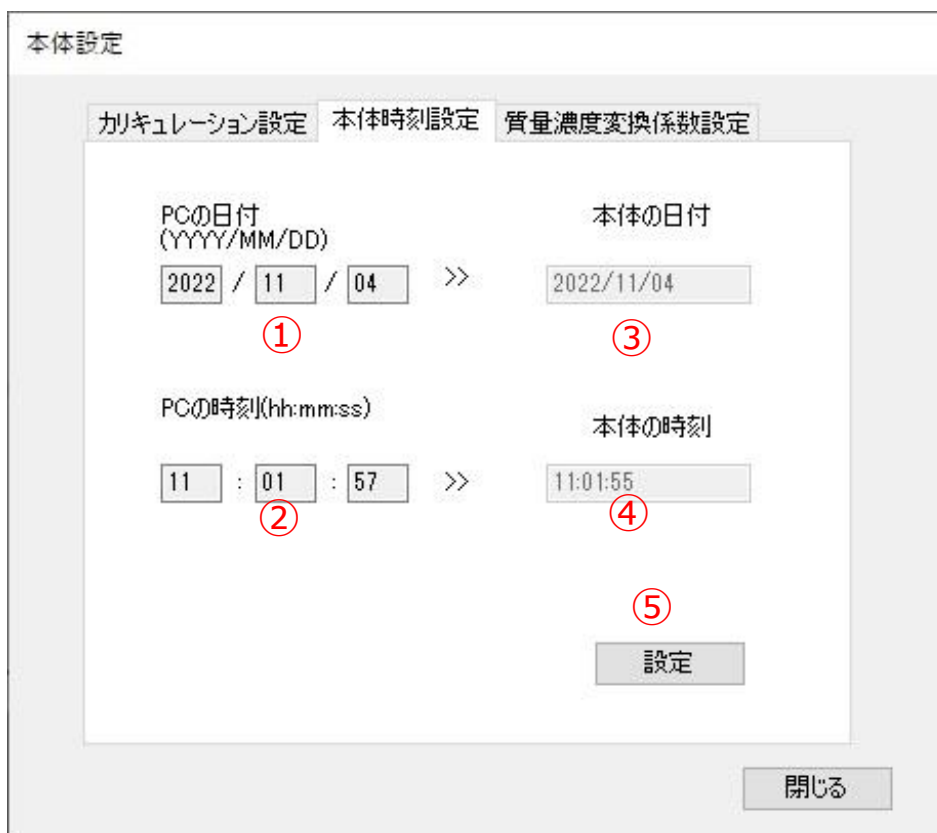 本体設定
カリキュレーション設定 本体時刻設定 質量濃度変換係数設定
PCの日付 本体の日付
(YYYY/MM/DD)
2022 / 11 / 04 >> 2022/11/04
① ③
PCの時刻(hh:mm:ss) 本体の時刻
11 : 01 : 57 >> 11:01:55
② ④
⑤
設定
閉じる